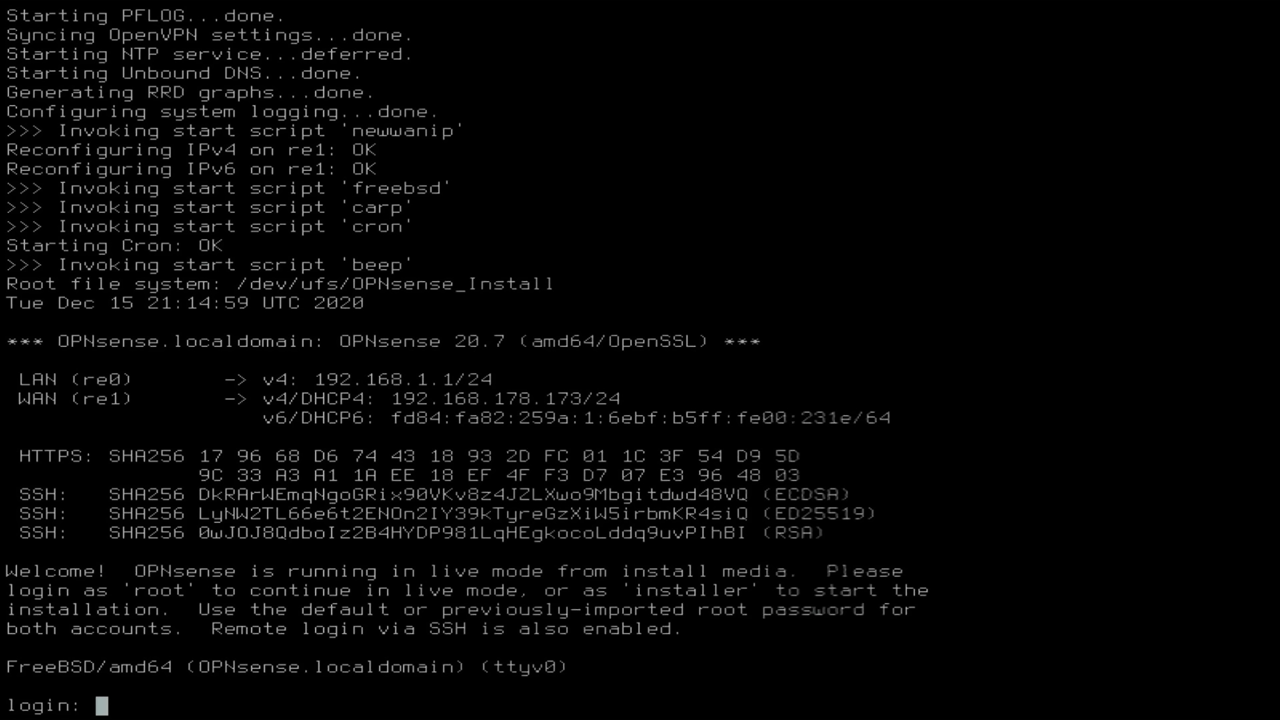 Starting PFLOG...done.
Syncing OpenVPN settings...done.
Starting NTP service...deferred.
Starting Unbound DNS...done.
Generating RRD graphs...done.
Configuring system logging...done.
>>> Invoking start script 'newwanip'
Reconfiguring IPv4 on re1: OK
Reconfiguring IPv6 on re1: OK
>>> Invoking start script 'freebsd'
>>> Invoking start script 'carp'
>>> Invoking start script 'cron'
Starting Cron: OK
>>> Invoking start script 'beep'
Root file system: /dev/ufs/OPNsense_Install
Tue Dec 15 21:14:59 UTC 2020
*** OPNsense.localdomain: OPNsense 20.7 (amd64/OpenSSL) ***
LAN (re0) -> v4: 192.168.1.1/24
WAN (re1) -> v4/DHCP4: 192.168.178.173/24
v6/DHCP6: fd84:fa82:259a:1:6ebf:b5ff:fe00:231e/64
HTTPS: SHA256 17 96 68 D6 74 43 18 93 2D FC 01 1C 3F 54 D9 5D
9C 33 A3 A1 1A EE 18 EF 4F F3 D7 07 E3 96 48 03
SSH: SHA256 DkRArWEmqNgoGRix90VKv8z4JZLXwo9Mbgitdwd48VQ (ECDSA)
SSH: SHA256 LyNW2TL66e6t2ENOn2IY39kTyreGzXiW5irbmKR4siQ (ED25519)
SSH: SHA256 0wJOJ8QdboIz2B4HYDP981LqHEgkocoLddq9uvPIhBI (RSA)
Welcome! OPNsense is running in live mode from install media. Please
login as 'root' to continue in live mode, or as 'installer' to start the
installation. Use the default or previously-imported root password for
both accounts. Remote login via SSH is also enabled.
FreeBSD/amd64 (OPNsense.localdomain) (ttyv0)
login: